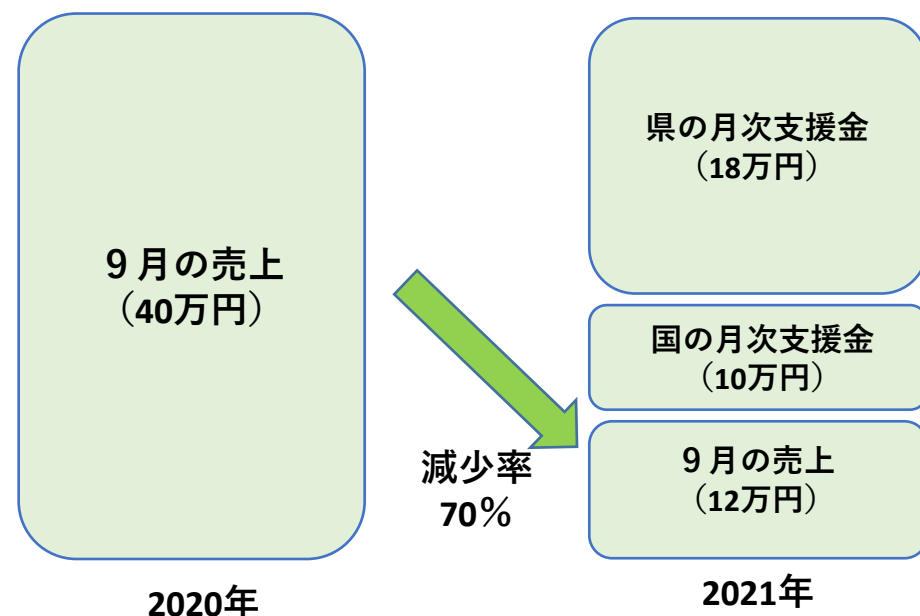 ９月の売上
（40万円）
2020年
減少率
70％
県の月次支援金
（18万円）
国の月次支援金
（10万円）
９月の売上
（12万円）
2021年